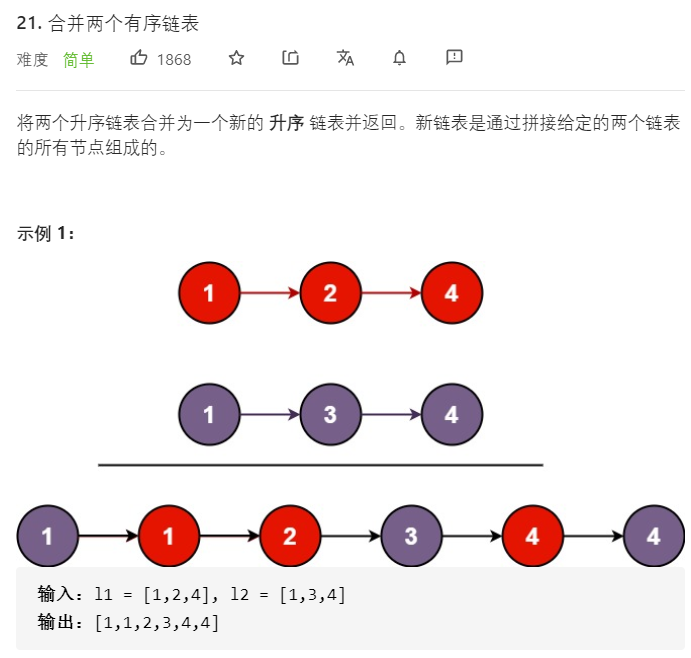 21. 合并两个有序链表
难度 简单 1868
将两个升序链表合并为一个新的 升序 链表并返回。新链表是通过拼接给定的两个链表
的所有节点组成的。
示例 1：
1 2 4
1 3 4
1 1 2 3 4 4
输入：l1 = [1,2,4], l2 = [1,3,4]
输出：[1,1,2,3,4,4]